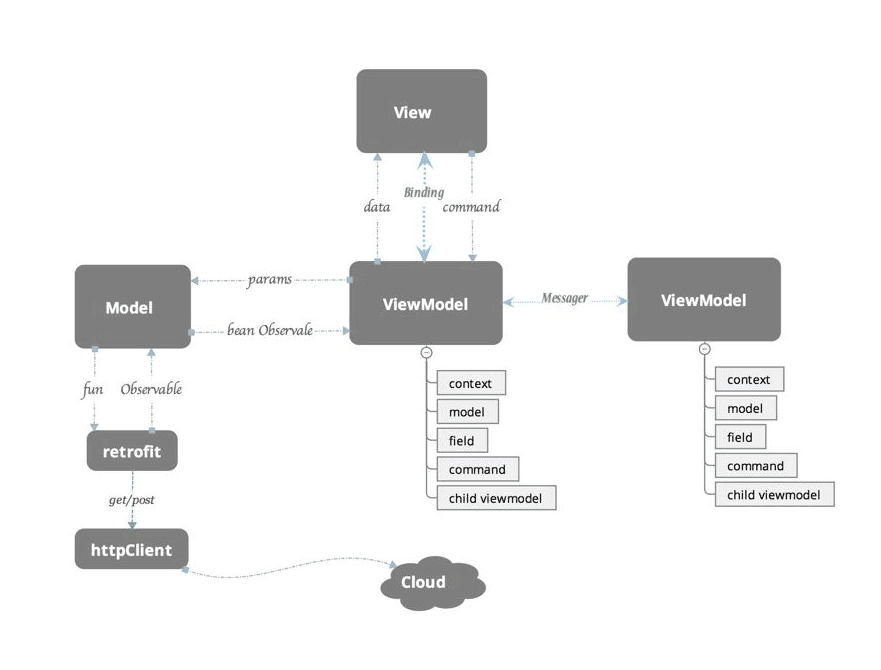 View
Binding
data
command
params
ViewModel
Messager
ViewModel
Model
bean Observale
context
model
field
command
child viewmodel
context
model
field
command
child viewmodel
fun
Observable
retrofit
get/post
httpClient
Cloud